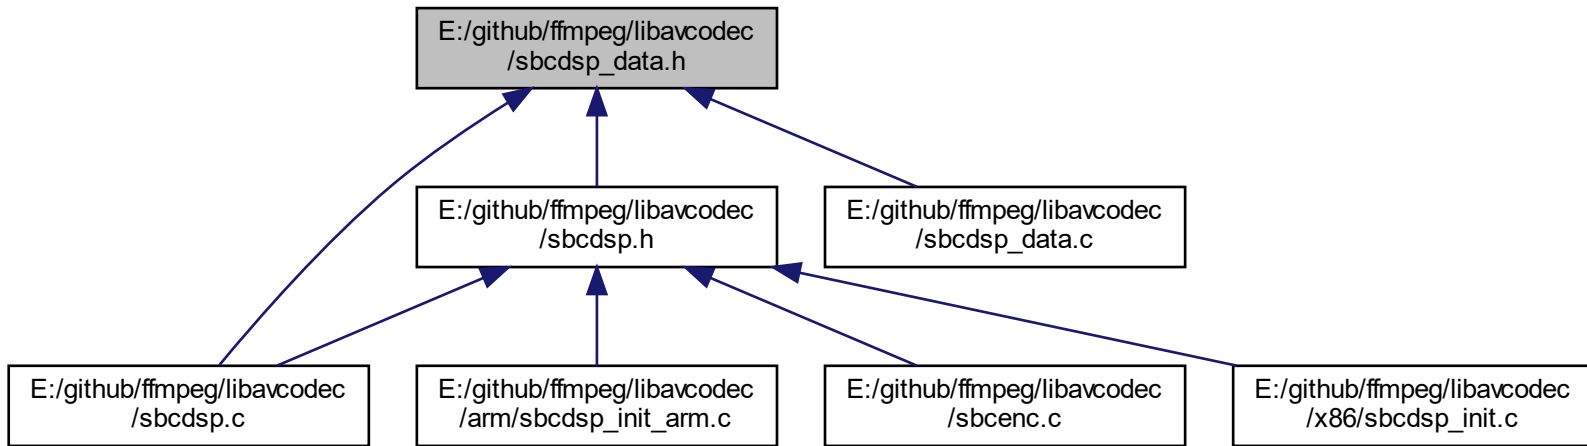 E:/github/ffmpeg/libavcodec
/sbcdsp_data.h
E:/github/ffmpeg/libavcodec
/sbcdsp.h
E:/github/ffmpeg/libavcodec
/sbcdsp_data.c
E:/github/ffmpeg/libavcodec
/sbcdsp.c
E:/github/ffmpeg/libavcodec
/arm/sbcdsp_init_arm.c
E:/github/ffmpeg/libavcodec
/sbcenc.c
E:/github/ffmpeg/libavcodec
/x86/sbcdsp_init.c